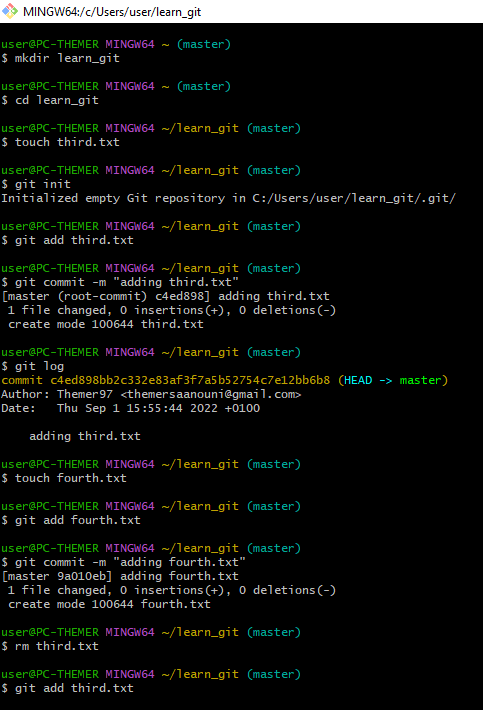 MINGW64:/c/Users/user/learn_git
user@PC-THEMER MINGW64 ~ (master)
$ mkdir learn_git
user@PC-THEMER MINGW64 ~ (master)
$ cd learn_git
user@PC-THEMER MINGW64 ~/learn_git (master)
$ touch third.txt
user@PC-THEMER MINGW64 ~/learn_git (master)
$ git init
Initialized empty Git repository in C:/Users/user/learn_git/.git/
user@PC-THEMER MINGW64 ~/learn_git (master)
$ git add third.txt
user@PC-THEMER MINGW64 ~/learn_git (master)
$ git commit -m "adding third.txt"
[master (root-commit) c4ed898] adding third.txt
 1 file changed, 0 insertions(+), 0 deletions(-)
 create mode 100644 third.txt
user@PC-THEMER MINGW64 ~/learn_git (master)
$ git log
commit c4ed898bb2c332e83af3f7a5b52754c7e12bb6b8 (HEAD -> master)
Author: Themer97 <themersaanouni@gmail.com>
Date:   Thu Sep 1 15:55:44 2022 +0100
    adding third.txt
user@PC-THEMER MINGW64 ~/learn_git (master)
$ touch fourth.txt
user@PC-THEMER MINGW64 ~/learn_git (master)
$ git add fourth.txt
user@PC-THEMER MINGW64 ~/learn_git (master)
$ git commit -m "adding fourth.txt"
[master 9a010eb] adding fourth.txt
 1 file changed, 0 insertions(+), 0 deletions(-)
 create mode 100644 fourth.txt
user@PC-THEMER MINGW64 ~/learn_git (master)
$ rm third.txt
user@PC-THEMER MINGW64 ~/learn_git (master)
$ git add third.txt